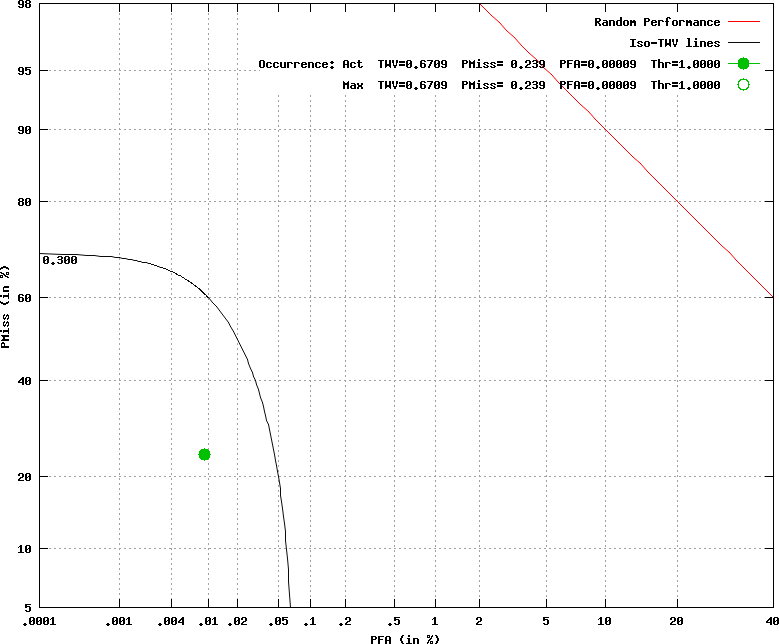 98
Random Performance
Iso-TWV lines
Occurrence: Act TWV=0.6709 PMiss= 0.239 PFA=0.00009 Thr=1.0000
95
Max TWV=0.6709 PMiss= 0.239 PFA=0.00009 Thr=1.0000
90
80
0.300
60
PMiss (in %)
40
20
10
5
.0001 .001 .004 .01 .02 .05 .1 .2 .5 1 2 5 10 20 40
PFA (in %)